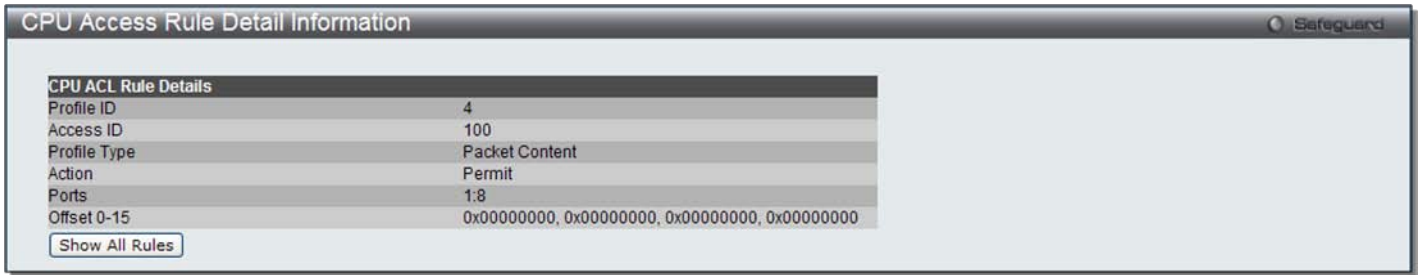 CPU Access Rule Detail Information
Safeguard
CPU ACL Rule Details
Profile ID 4
Access ID 100
Profile Type Packet Content
Action Permit
Ports 1:8
Offset 0-15 0x00000000, 0x00000000, 0x00000000, 0x00000000
Show All Rules